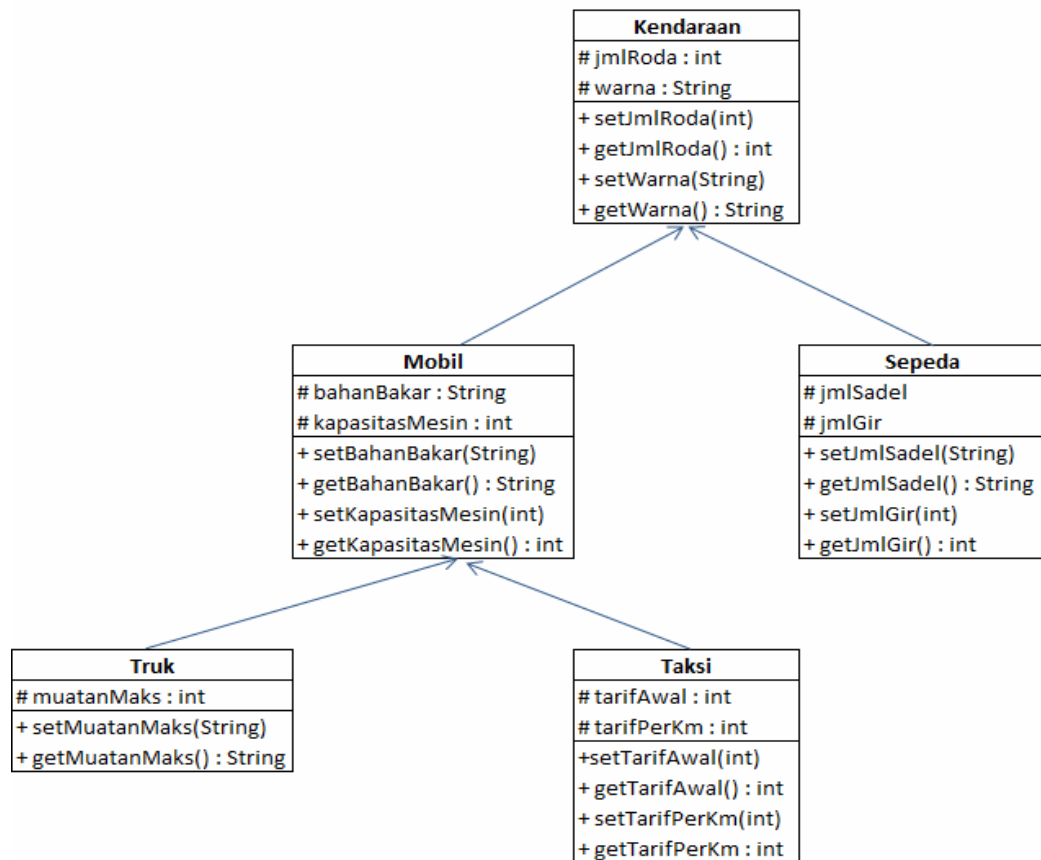 Kendaraan
# jmlRoda : int
# warna : String
+ setJmlRoda(int)
+ getJmlRoda() : int
+ setWarna(String)
+ getWarna() : String
Mobil
# bahanBakar : String
# kapasitasMesin : int
+ setBahanBakar(String)
+ getBahanBakar() : String
+ setKapasitasMesin(int)
+ getKapasitasMesin() : int
Sepeda
# jmlSadel
# jmlGir
+ setJmlSadel(String)
+ getJmlSadel() : String
+ setJmlGir(int)
+ getJmlGir() : int
Truk
# muatanMaks : int
+ setMuatanMaks(String)
+ getMuatanMaks() : String
Taksi
# tarifAwal : int
# tarifPerKm : int
+setTarifAwal(int)
+ getTarifAwal() : int
+ setTarifPerKm(int)
+ getTarifPerKm : int